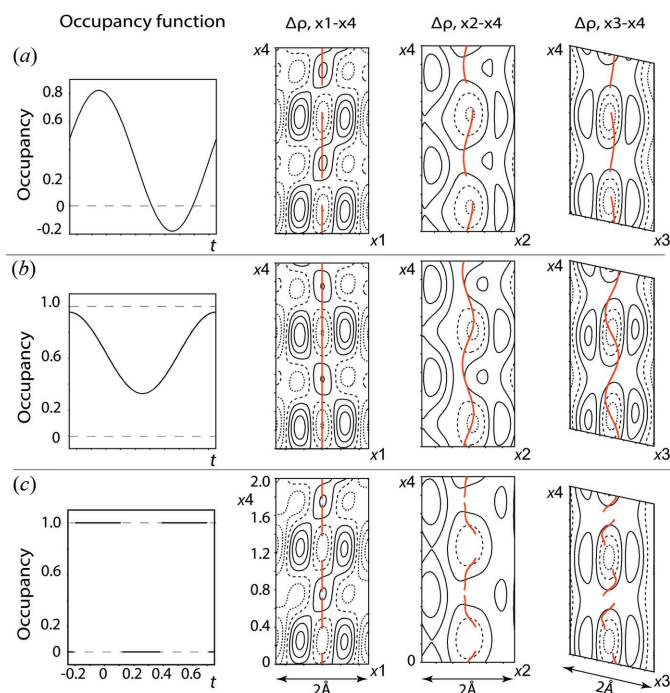 Occupancy function Δρ, x1-x4 Δρ, x2-x4 Δρ, x3-x4
(a) x4 x4 x4
0.8
0.6
0.2
0
-0.2
Occupancy
t x1 x2 x3
(b) x4 x4 x4
1.0
0.6
0.2
0
Occupancy
t x1 x2 x3
(c) 2.0 x4 x4
x4
1.0
1.6
1.2
0.8
0.2
0.4
0
0 0
Occupancy
-0.2 0 0.2 0.4 0.6 t x1 x2 x3
2Å 2Å